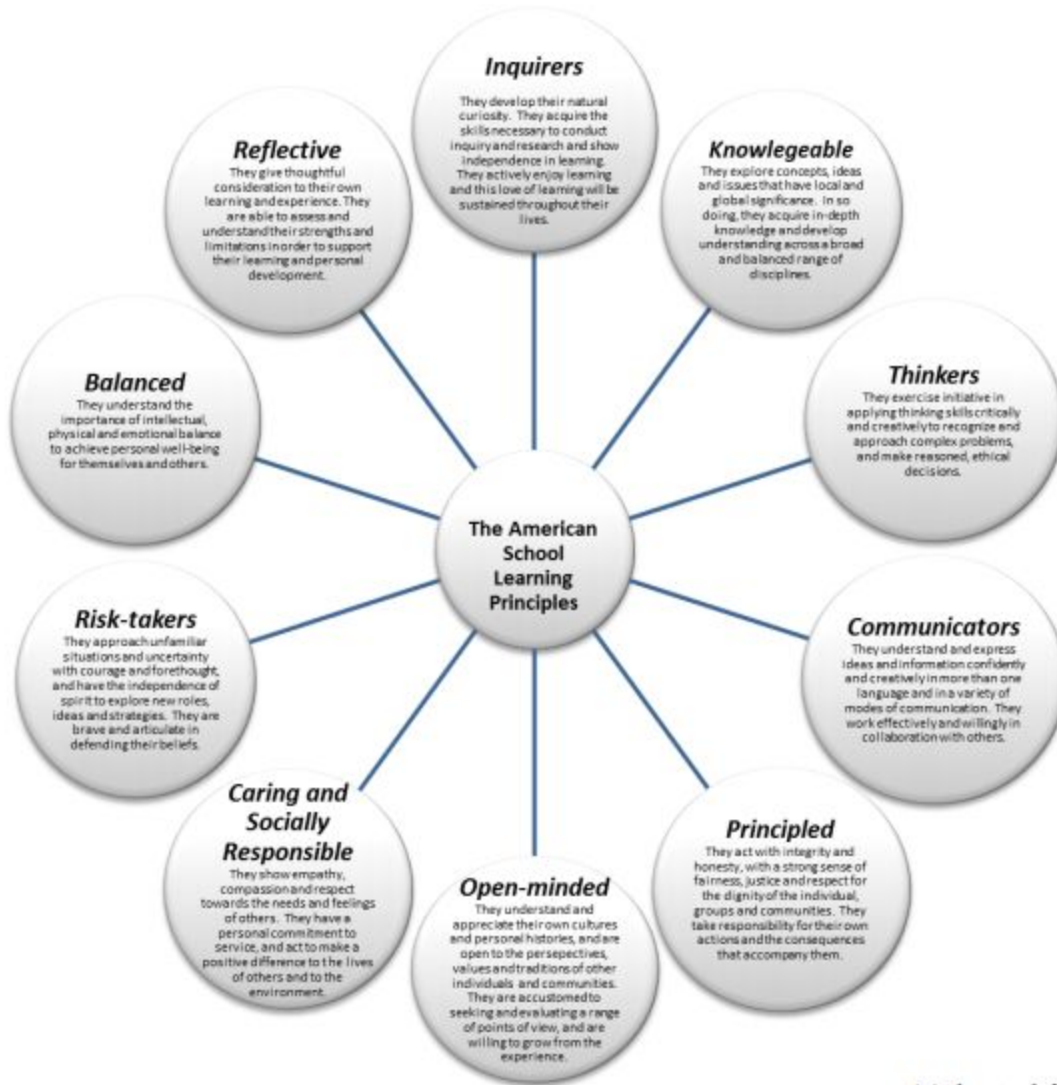 Inquirers
They develop their natural
curiosity. They acquire the
skills necessary to conduct
inquiry and research and show
independence in learning.
They actively enjoy learning
and this love of learning will be
sustained throughout their
lives.
Knowlegeable
They explore concepts, ideas
and issues that have local and
global significance. In so
doing, they acquire in-depth
knowledge and develop
understanding across a broad
and balanced range of
disciplines.
Thinkers
They exercise initiative in
applying thinking skills critically
and creatively to recognize and
approach complex problems,
and make reasoned, ethical
decisions.
Communicators
They understand and express
ideas and information confidently
and creatively in more than one
language and in a variety of
modes of communication. They
work effectively and willingly in
collaboration with others.
Principled
They act with integrity and
honesty, with a strong sense of
fairness, justice and respect for
the dignity of the individual,
groups and communities. They
take responsibility for their own
actions and the consequences
that accompany them.
Open-minded
They understand and
appreciate their own cultures
and personal histories, and are
open to the persepectives,
values and traditions of other
individuals and communities.
They are accustomed to
seeking and evaluating a range
of points of view, and are
willing to grow from the
experience.
Caring and
Socially
Responsible
They show empathy,
compassion and respect
towards the needs and feelings
of others. They have a
personal commitment to
service, and act to make a
positive difference to the lives
of others and to the
environment.
Risk-takers
They approach unfamiliar
situations and uncertainty
with courage and forethought,
and have the independence of
spirit to explore new roles,
ideas and strategies. They are
brave and articulate in
defending their beliefs.
Balanced
They understand the
importance of intellectual,
physical and emotional balance
to achieve personal well-being
for themselves and others.
Reflective
They give thoughtful
consideration to their own
learning and experience. They
are able to assess and
understand their strengths and
limitations in order to support
their learning and personal
development.
The American
School
Learning
Principles